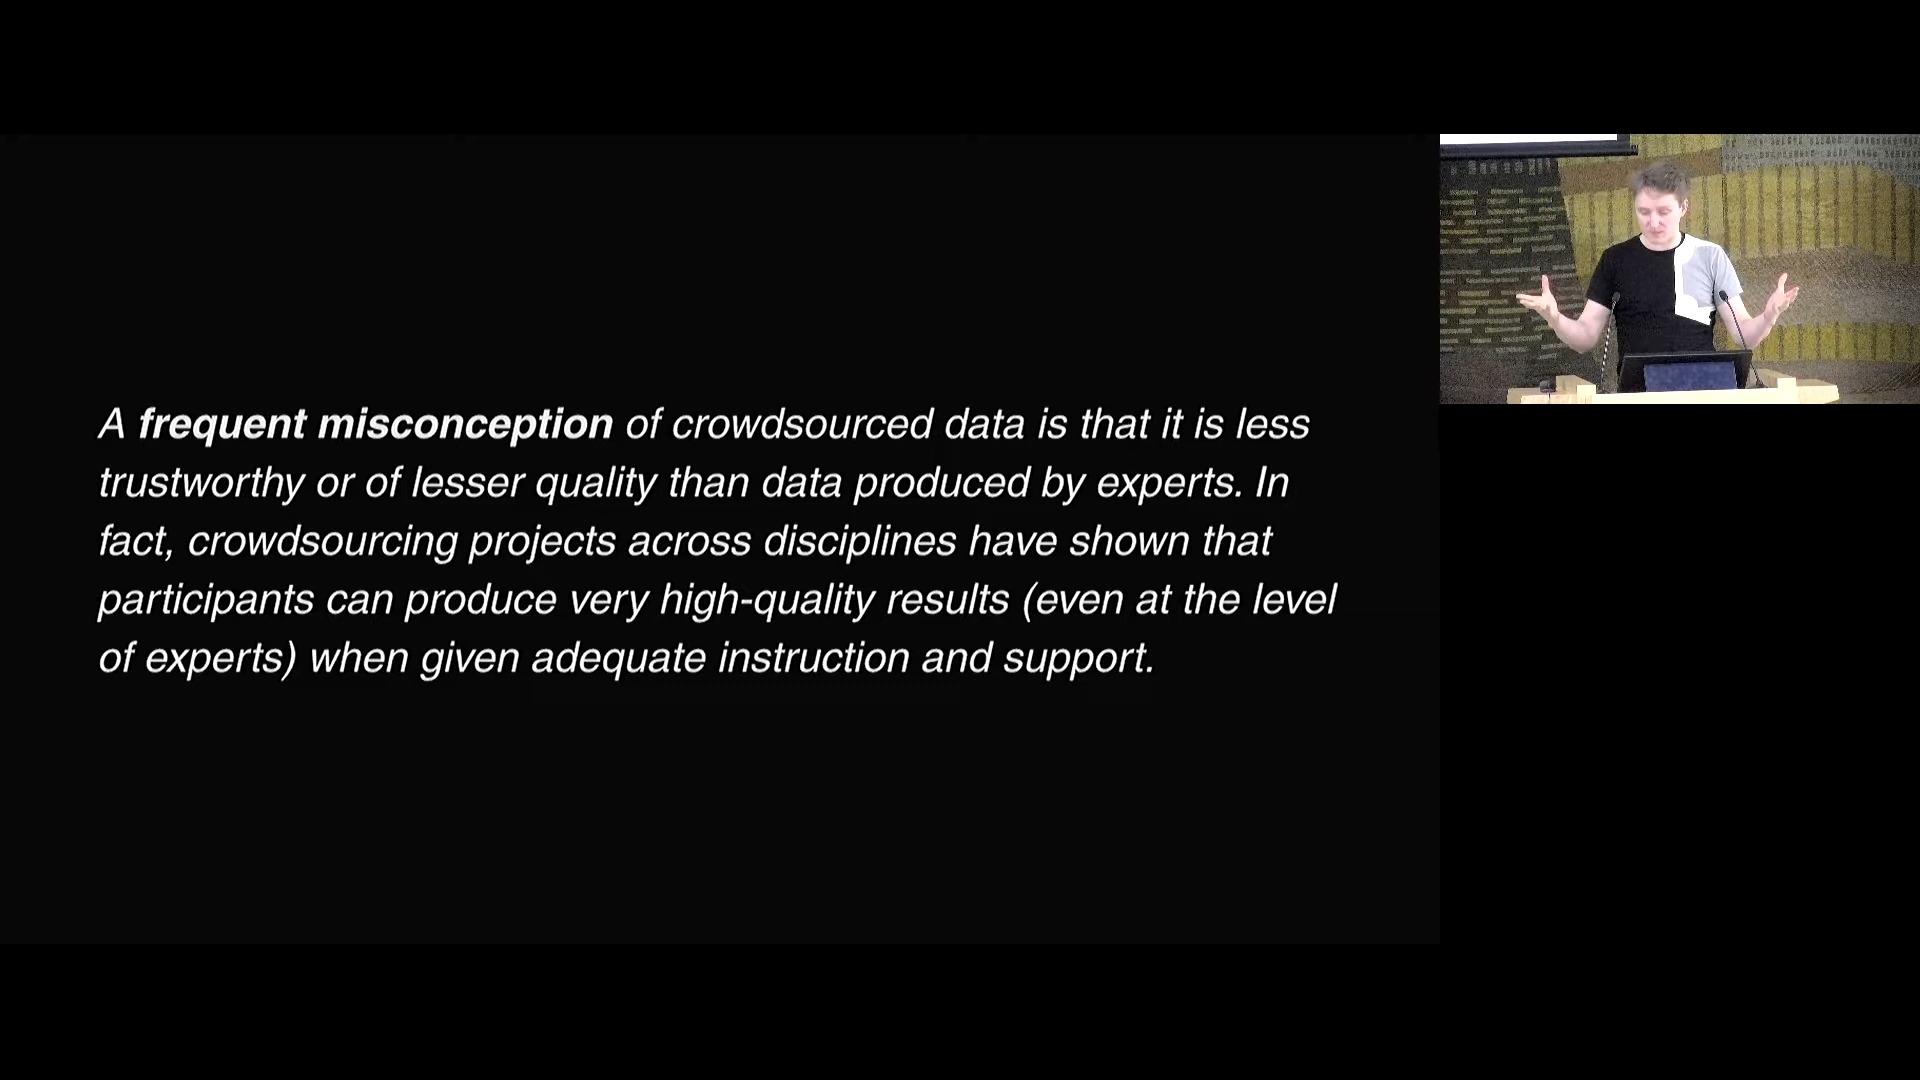 A frequent misconception of crowdsourced data is that it is less
trustworthy or of lesser quality than data produced by experts. In
fact, crowdsourcing projects across disciplines have shown that
participants can produce very high-quality results (even at the level
of experts) when given adequate instruction and support.